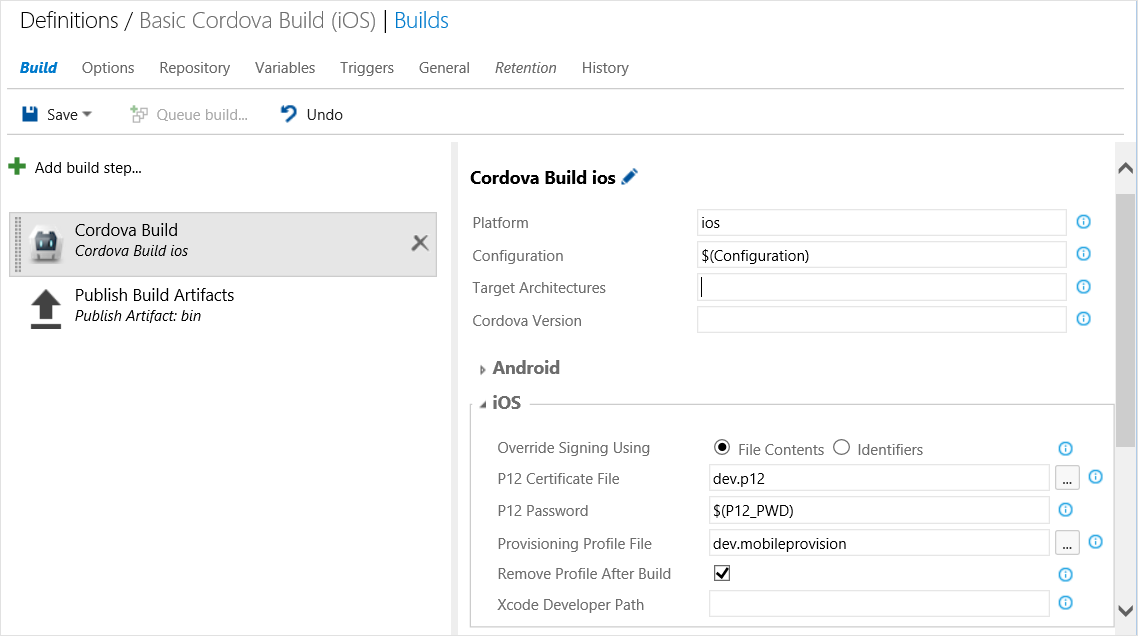 Definitions / Basic Cordova Build (iOS) | Builds
Build Options Repository Variables Triggers General Retention History
Save Queue build... Undo
Add build step...
Cordova Build
Cordova Build ios
Publish Build Artifacts
Publish Artifact: bin
Cordova Build ios
Platform ios
Configuration $(Configuration)
Target Architectures
Cordova Version
Android
iOS
Override Signing Using File Contents Identifiers
P12 Certificate File dev.p12 ...
P12 Password $(P12_PWD)
Provisioning Profile File dev.mobileprovision ...
Remove Profile After Build
Xcode Developer Path